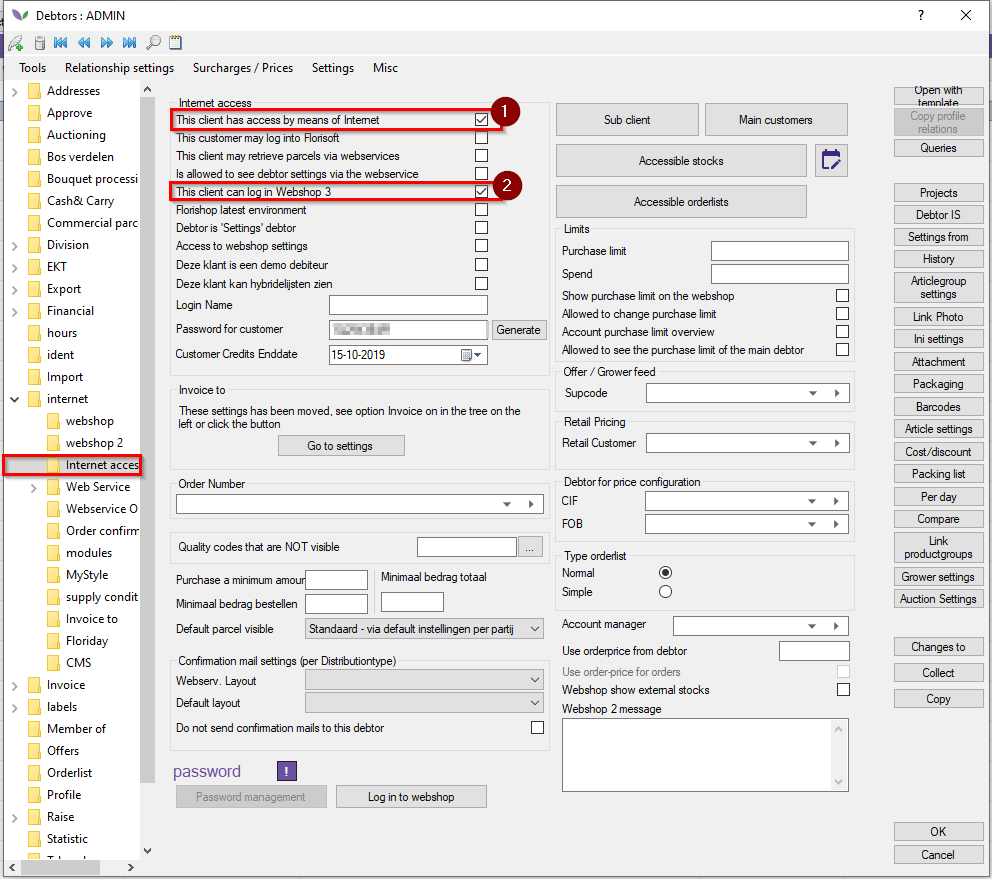 Debtors : ADMIN
?
Tools Relationship settings Surcharges / Prices Settings Misc
Addresses
Approve
Auctioning
Bos verdelen
Bouquet processi
Cash& Carry
Commercial parc
Division
EKT
Export
Financial
hours
ident
Import
internet
webshop
webshop 2
Internet acces
Web Service
Webservice O
Order confirm
modules
MyStyle
supply condit
Invoice to
Floriday
CMS
Invoice
labels
Member of
Offers
Orderlist
Profile
Raise
Statistic
Internet access
This client has access by means of Internet
1
This customer may log into Florisoft
This client may retrieve parcels via webservices
Is allowed to see debtor settings via the webservice
This client can log in Webshop 3
2
Florishop latest environment
Debtor is 'Settings' debtor
Access to webshop settings
Deze klant is een demo debiteur
Deze klant kan hybridelijsten zien
Login Name
Password for customer
Generate
Customer Credits Enddate
15-10-2019
Invoice to
These settings has been moved, see option Invoice on in the tree on the
left or click the button
Go to settings
Order Number
Quality codes that are NOT visible
...
Purchase a minimum amour
Minimaal bedrag totaal
Minimaal bedrag bestellen
Default parcel visible
Standaard - via default instellingen per partij
Confirmation mail settings (per Distributiontype)
Webserv. Layout
Default layout
Do not send confirmation mails to this debtor
password
!
Password management
Log in to webshop
Sub client
Main customers
Accessible stocks
Accessible orderlists
Limits
Purchase limit
Spend
Show purchase limit on the webshop
Allowed to change purchase limit
Account purchase limit overview
Allowed to see the purchase limit of the main debtor
Offer / Grower feed
Supcode
Retail Pricing
Retail Customer
Debtor for price configuration
CIF
FOB
Type orderlist
Normal
Simple
Account manager
Use orderprice from debtor
Use order-price for orders
Webshop show external stocks
Webshop 2 message
Open with
template
Copy profile
relations
Queries
Projects
Debtor IS
Settings from
History
Articlegroup
settings
Link Photo
Ini settings
Attachment
Packaging
Barcodes
Article settings
Cost/discount
Packing list
Per day
Compare
Link
productgroups
Grower settings
Auction Settings
Changes to
Collect
Copy
OK
Cancel